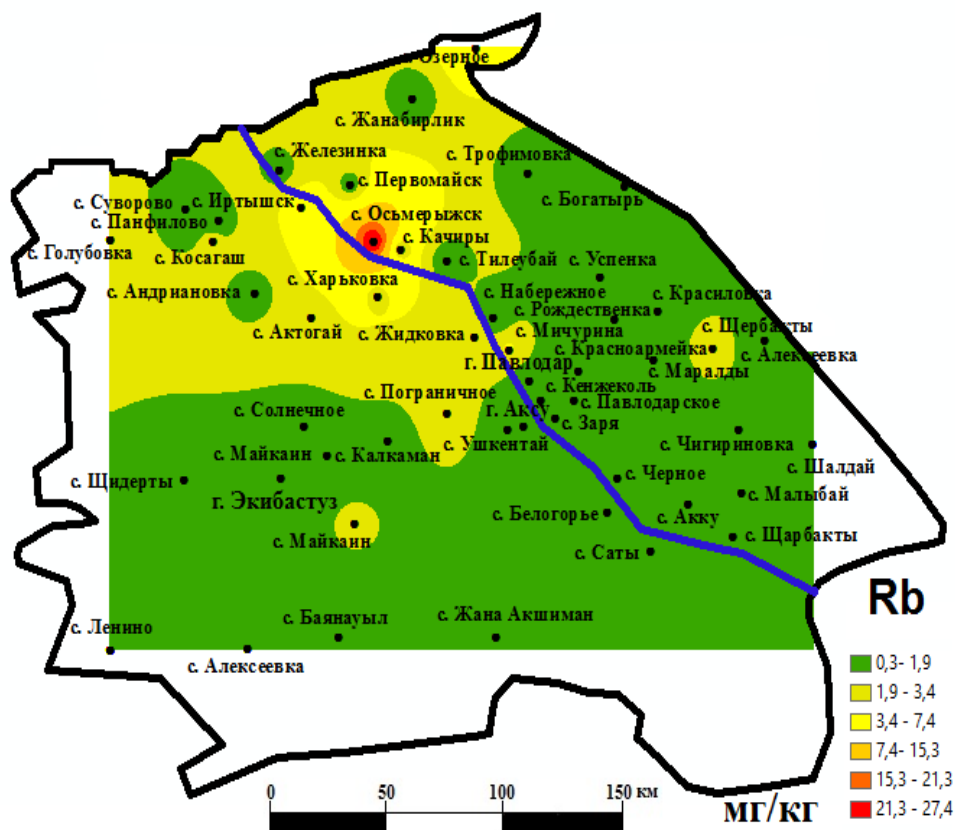 с. Озерное
с. Жанабирлик
с. Железинка
с. Трофимовка
с. Первомайск
с. Богатырь
с. Суворово
с. Иртышск
с. Панфилово
с. Осьмерыжск
с. Качиры
с. Голубовка
с. Косагаш
с. Тилеубай
с. Успенка
с. Андриановка
с. Харьковка
с. Набережное
с. Красиловка
с. Рождественка
с. Актогай
с. Жидковка
с. Мичурина
с. Щербакты
с. Красноармейка
с. Алексеевка
г. Павлодар
с. Маралды
с. Пограничное
с. Кенжеколь
с. Солнечное
г. Аксу
с. Павлодарское
с. Заря
с. Ушкентай
с. Чигириновка
с. Майкаин
с. Калкаман
с. Шалдай
с. Щидерты
с. Черное
г. Экибастуз
с. Малыбай
с. Белогорье
с. Акку
с. Майкаин
с. Щарбакты
с. Саты
с. Ленино
с. Баянауыл
с. Жана Акшиман
с. Алексеевка
Rb
0,3- 1,9
1,9 - 3,4
3,4 - 7,4
7,4- 15,3
15,3 - 21,3
21,3 - 27,4
0 50 100 150 км
мг/кг